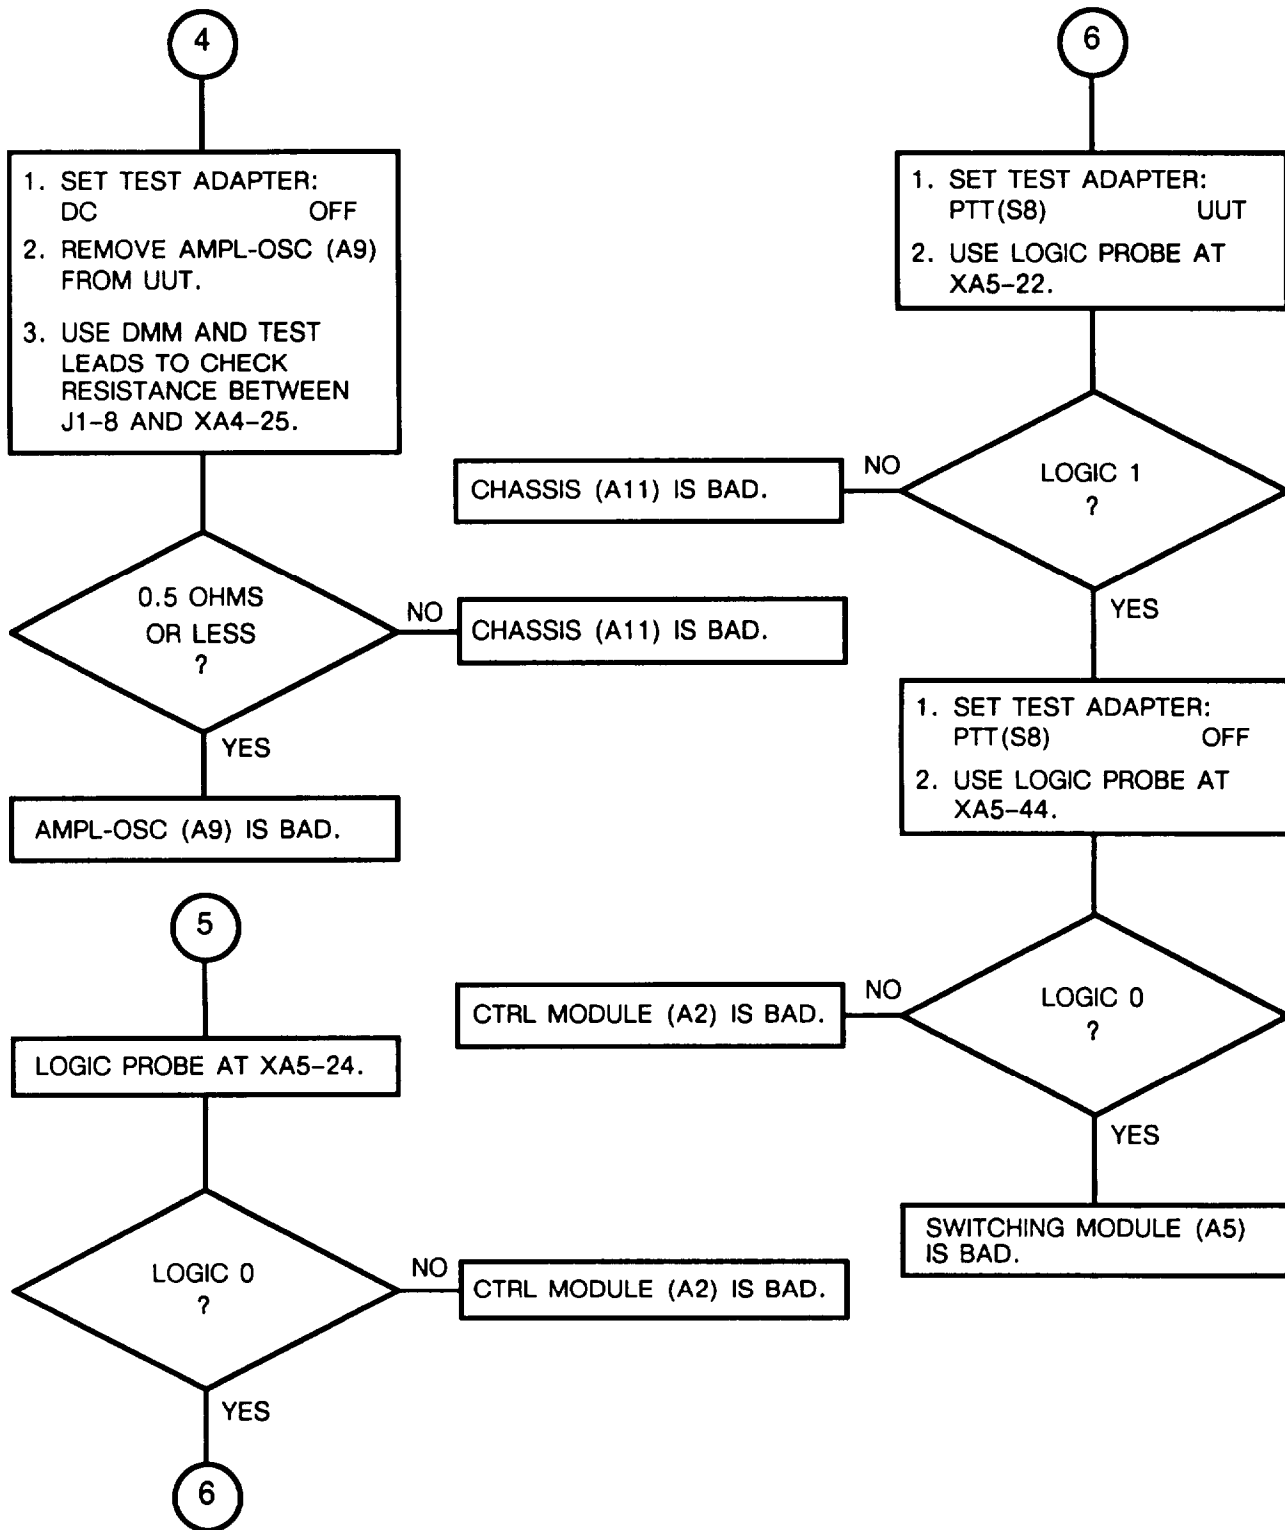 4
1. SET TEST ADAPTER:
DC OFF
2. REMOVE AMPL-OSC (A9)
FROM UUT.
3. USE DMM AND TEST
LEADS TO CHECK
RESISTANCE BETWEEN
J1-8 AND XA4-25.
0.5 OHMS
OR LESS
?
NO
CHASSIS (A11) IS BAD.
YES
AMPL-OSC (A9) IS BAD.
5
LOGIC PROBE AT XA5-24.
LOGIC 0
?
NO
CTRL MODULE (A2) IS BAD.
YES
6
6
1. SET TEST ADAPTER:
PTT(S8) UUT
2. USE LOGIC PROBE AT
XA5-22.
LOGIC 1
?
NO
CHASSIS (A11) IS BAD.
YES
1. SET TEST ADAPTER:
PTT(S8) OFF
2. USE LOGIC PROBE AT
XA5-44.
LOGIC 0
?
NO
CTRL MODULE (A2) IS BAD.
YES
SWITCHING MODULE (A5)
IS BAD.